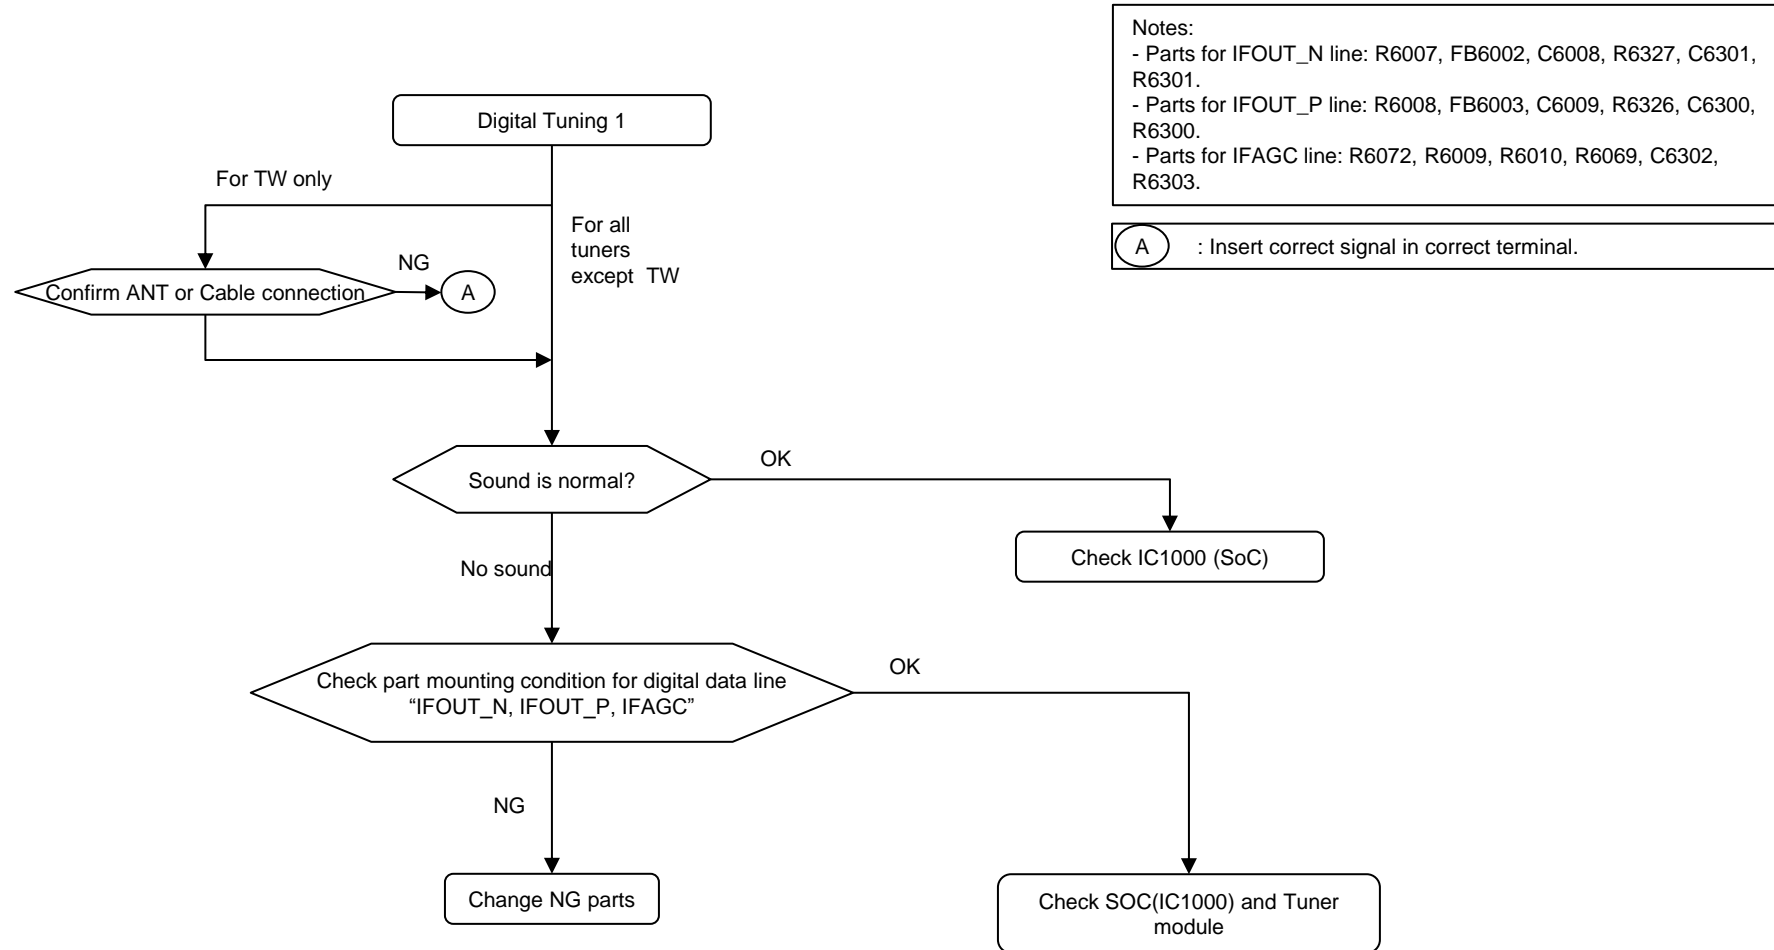 Notes:
- Parts for IFOUT_N line: R6007, FB6002, C6008, R6327, C6301,
R6301.
- Parts for IFOUT_P line: R6008, FB6003, C6009, R6326, C6300,
R6300.
- Parts for IFAGC line: R6072, R6009, R6010, R6069, C6302,
R6303.
A : Insert correct signal in correct terminal.
Digital Tuning 1
For TW only
For all
tuners
except TW
Confirm ANT or Cable connection
NG
A
Sound is normal?
OK
Check IC1000 (SoC)
No sound
Check part mounting condition for digital data line
“IFOUT_N, IFOUT_P, IFAGC”
OK
NG
Change NG parts
Check SOC(IC1000) and Tuner
module